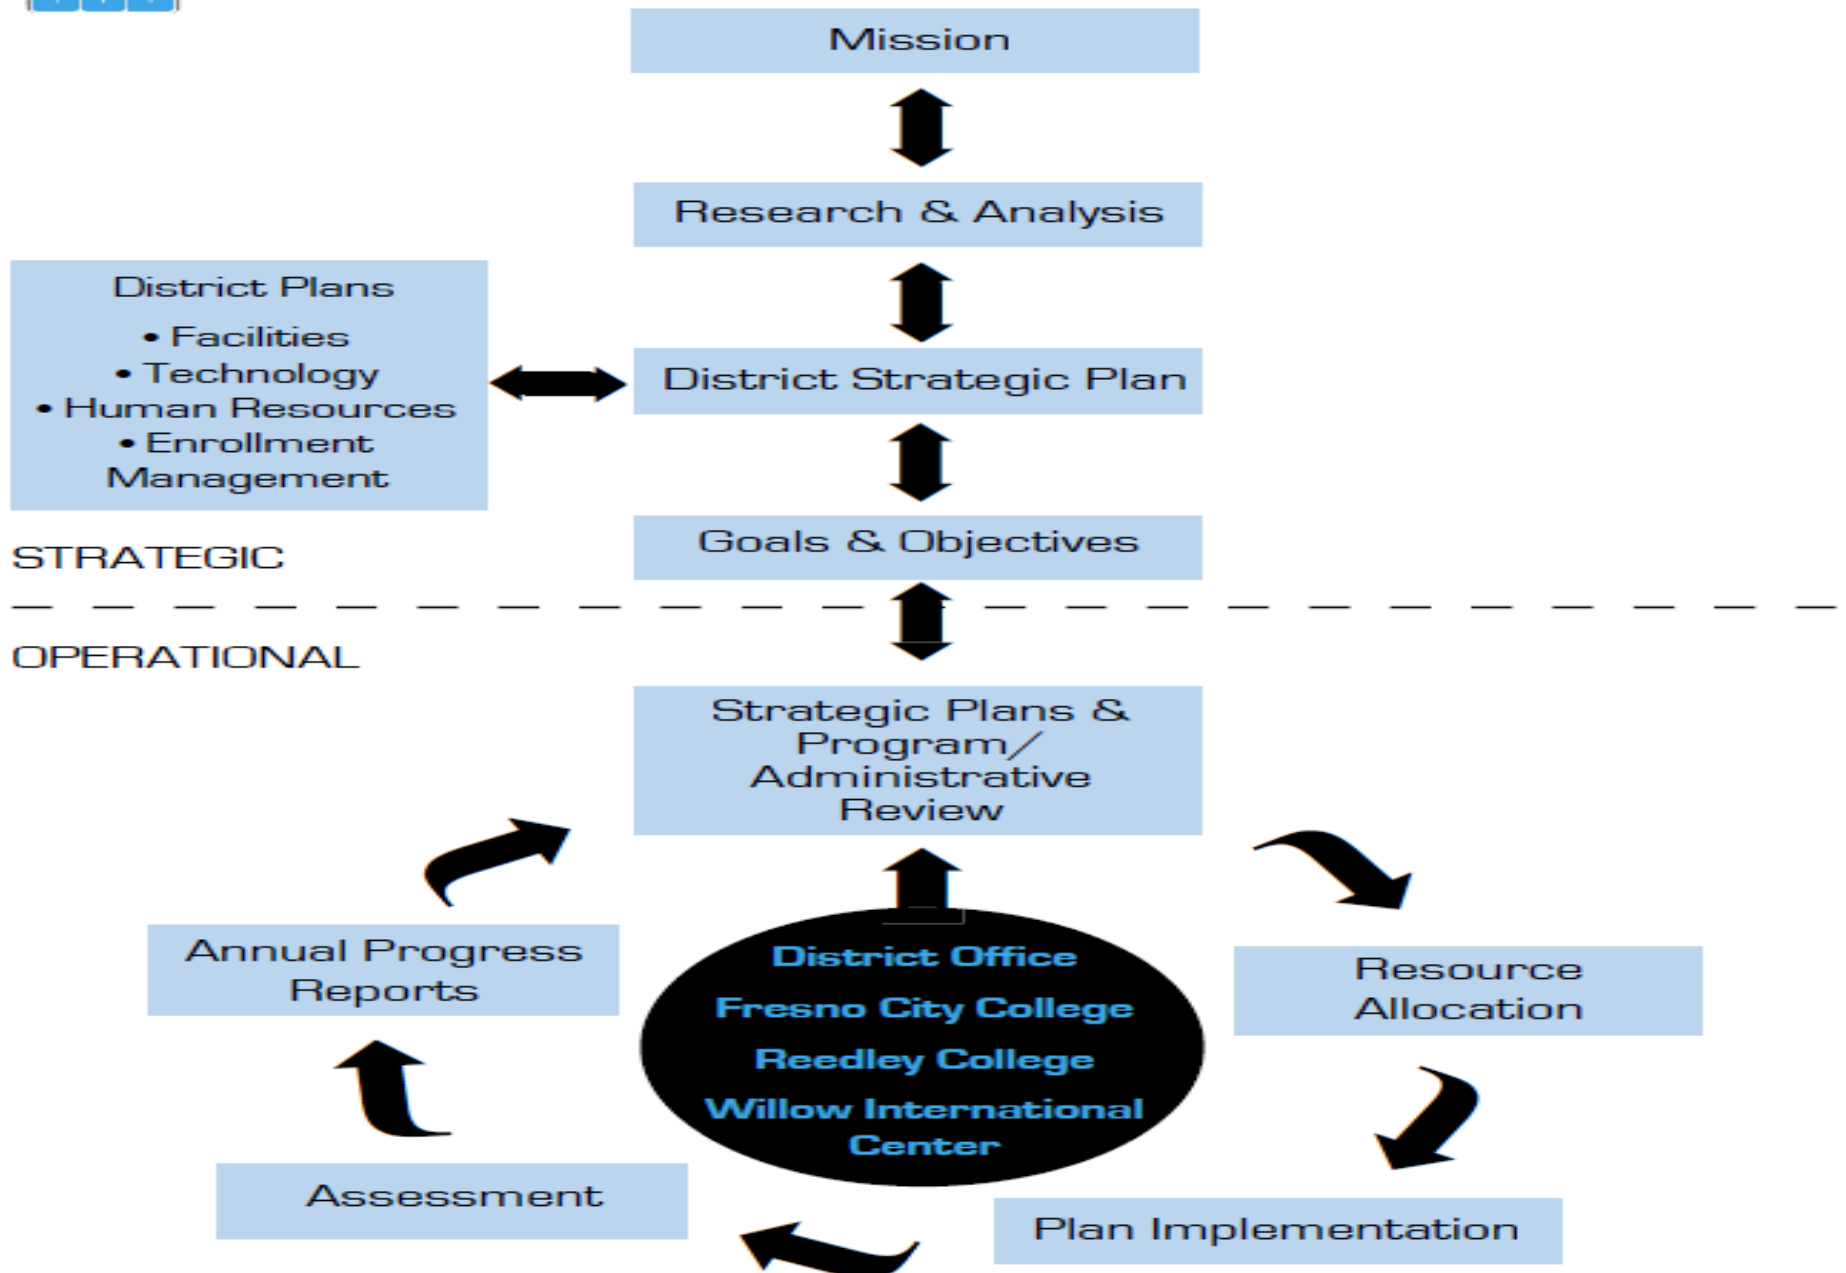 Mission
Research & Analysis
District Plans
• Facilities
• Technology
• Human Resources
• Enrollment
Management
District Strategic Plan
Goals & Objectives
STRATEGIC
OPERATIONAL
Strategic Plans &
Program/
Administrative
Review
Annual Progress
Reports
District Office
Fresno City College
Reedley College
Willow International
Center
Resource
Allocation
Assessment
Plan Implementation